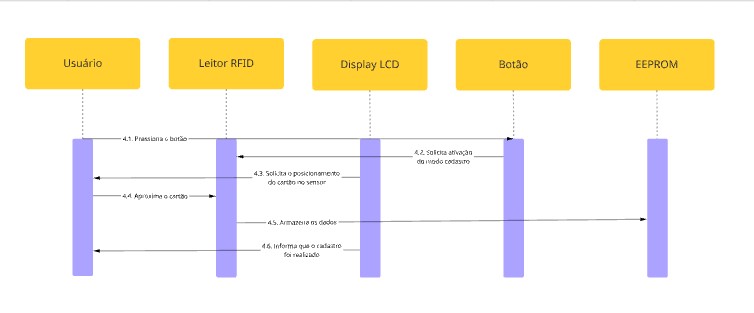 Usuário
Leitor RFID
Display LCD
Botão
EEPROM
4.1. Pressiona o botão
4.2. Solicita ativação
do modo cadastro
4.3. Solicita o posicionamento
do cartão no sensor
4.4. Aproxima o cartão
4.5. Armazena os dados
4.6. Informa que o cadastro
foi realizado